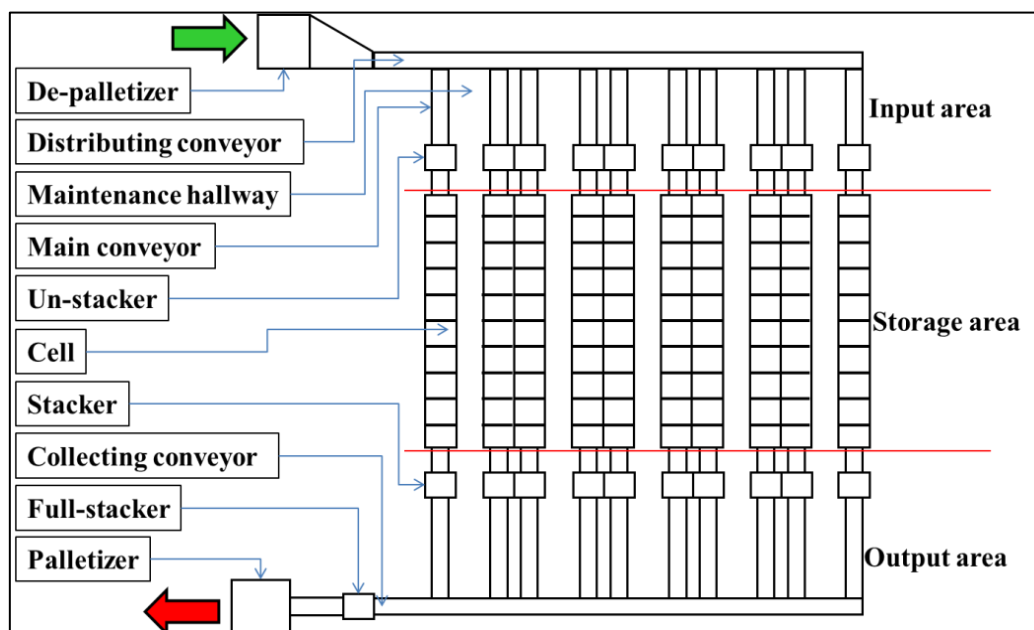 De-palletizer
Distributing conveyor
Maintenance hallway
Main conveyor
Un-stacker
Cell
Stacker
Collecting conveyor
Full-stacker
Palletizer
Input area
Storage area
Output area